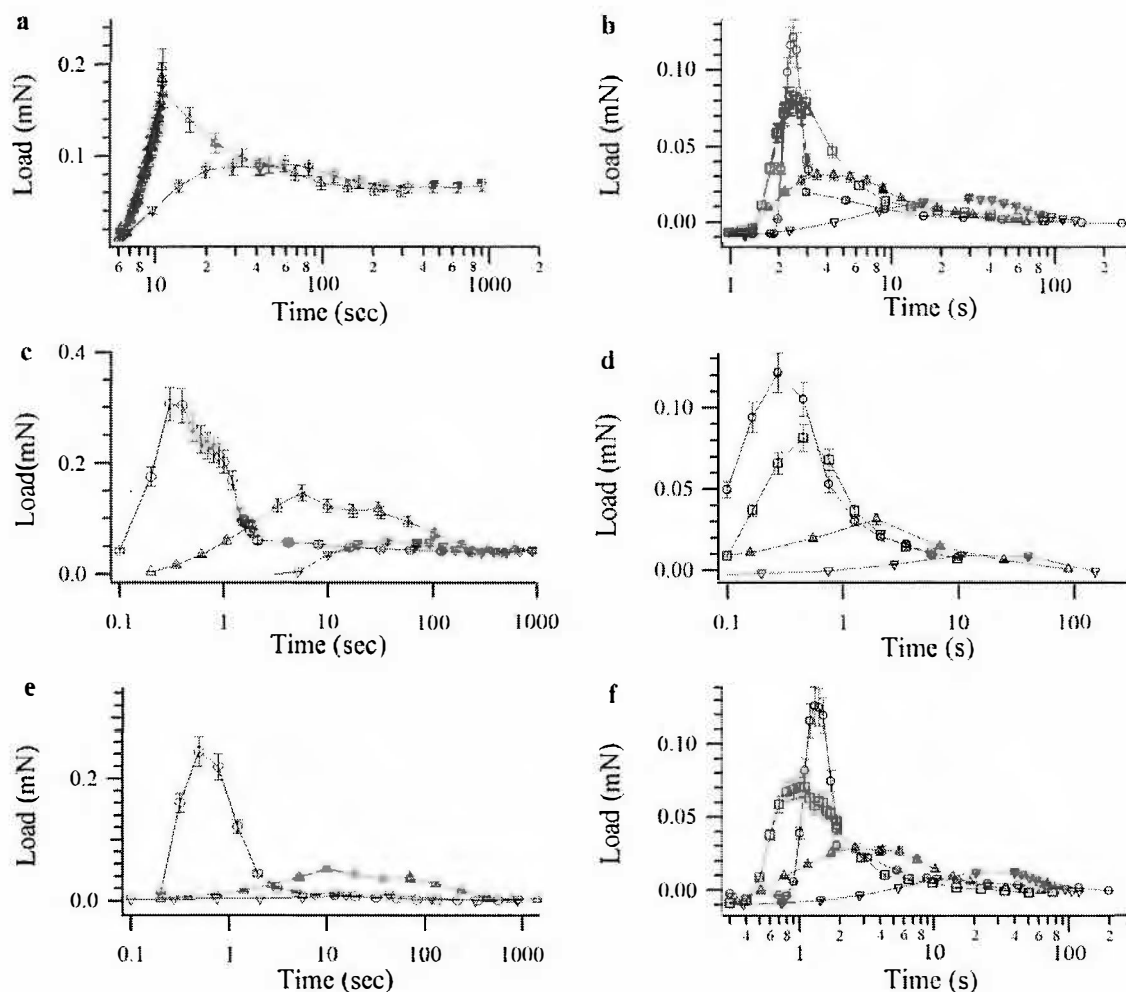 a
0.2
0.1
Load (mN)
6 8 10 2 4 6 8 100 2 4 6 8 1000 2
Time (sec)
b
0.10
0.05
0.00
Load (mN)
1 2 4 6 8 10 2 4 6 8 100 2
Time (s)
c
0.4
0.2
0.0
Load(mN)
0.1 1 10 100 1000
Time (sec)
d
0.10
0.05
0.00
Load (mN)
0.1 1 10 100
Time (s)
e
0.2
0.0
Load (mN)
0.1 1 10 100 1000
Time (sec)
f
0.10
0.05
0.00
Load (mN)
4 6 8 1 2 4 6 8 10 2 4 6 8 100 2
Time (s)